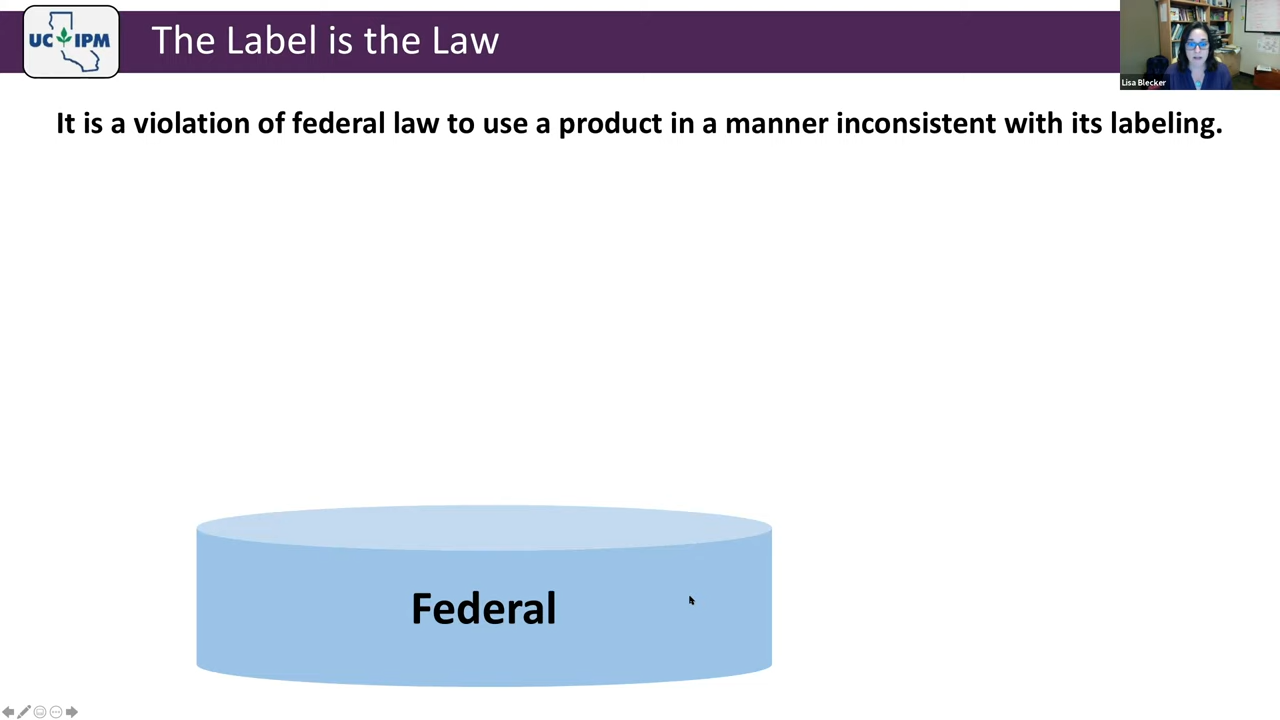 UC IPM
The Label is the Law
Lisa Blecker
It is a violation of federal law to use a product in a manner inconsistent with its labeling.
Federal